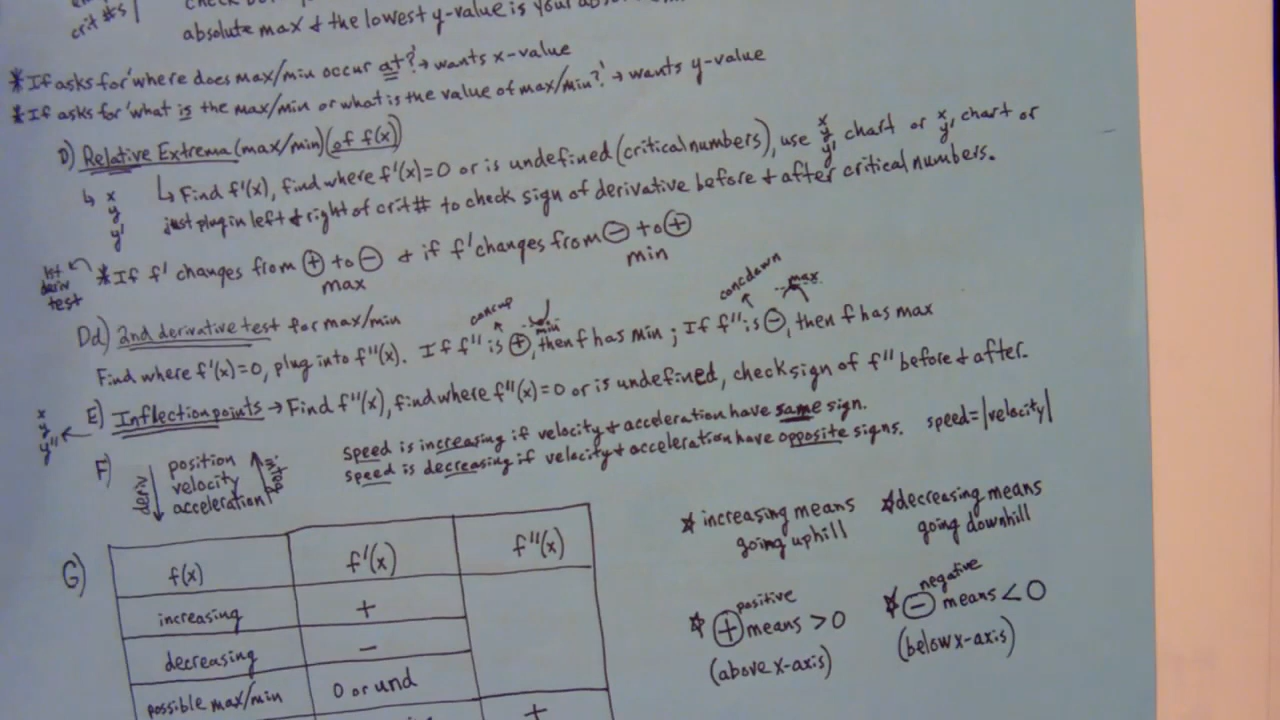 crit #s
check
absolute max & the lowest y-value is your
*If asks for 'where does max/min occur at?' → wants x-value
*If asks for 'what is the max/min or what is the value of max/min?' → wants y-value
D) Relative Extrema (max/min) (of f(x))
↳ x y y' ↳ Find f'(x), find where f'(x)=0 or is undefined (critical numbers), use x y y' chart or x y' chart or
just plug in left & right of crit # to check sign of derivative before & after critical numbers.
1st deriv test
*If f' changes from ⊕ to ⊖ & if f' changes from ⊖ to ⊕
max min
concup min concdown max
Dd) 2nd derivative test for max/min
Find where f'(x)=0, plug into f''(x). If f'' is ⊕, then f has min ; If f'' is ⊖, then f has max
x y y'' ← E) Inflection points → Find f''(x), find where f''(x)=0 or is undefined, check sign of f'' before & after.
F) deriv ↓ position ↑
velocity
acceleration
speed is increasing if velocity & acceleration have same sign.
speed is decreasing if velocity & acceleration have opposite signs. speed=|velocity|
G)
f(x) f'(x) f''(x)
increasing +
decreasing −
possible max/min 0 or und
+
* increasing means
going uphill
* decreasing means
going downhill
positive
* ⊕ means >0
(above x-axis)
negative
* ⊖ means <0
(below x-axis)